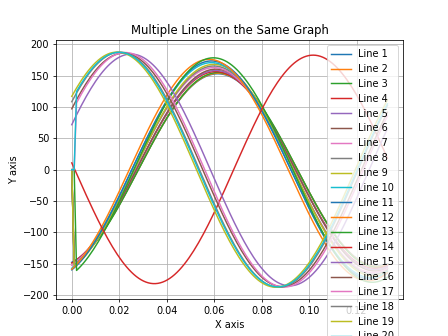 Multiple Lines on the Same Graph
200
150
100
50
0
−50
−100
−150
−200
Y axis
0.00
0.02
0.04
0.06
0.08
0.10
X axis
Line 1
Line 2
Line 3
Line 4
Line 5
Line 6
Line 7
Line 8
Line 9
Line 10
Line 11
Line 12
Line 13
Line 14
Line 15
Line 16
Line 17
Line 18
Line 19
Line 20